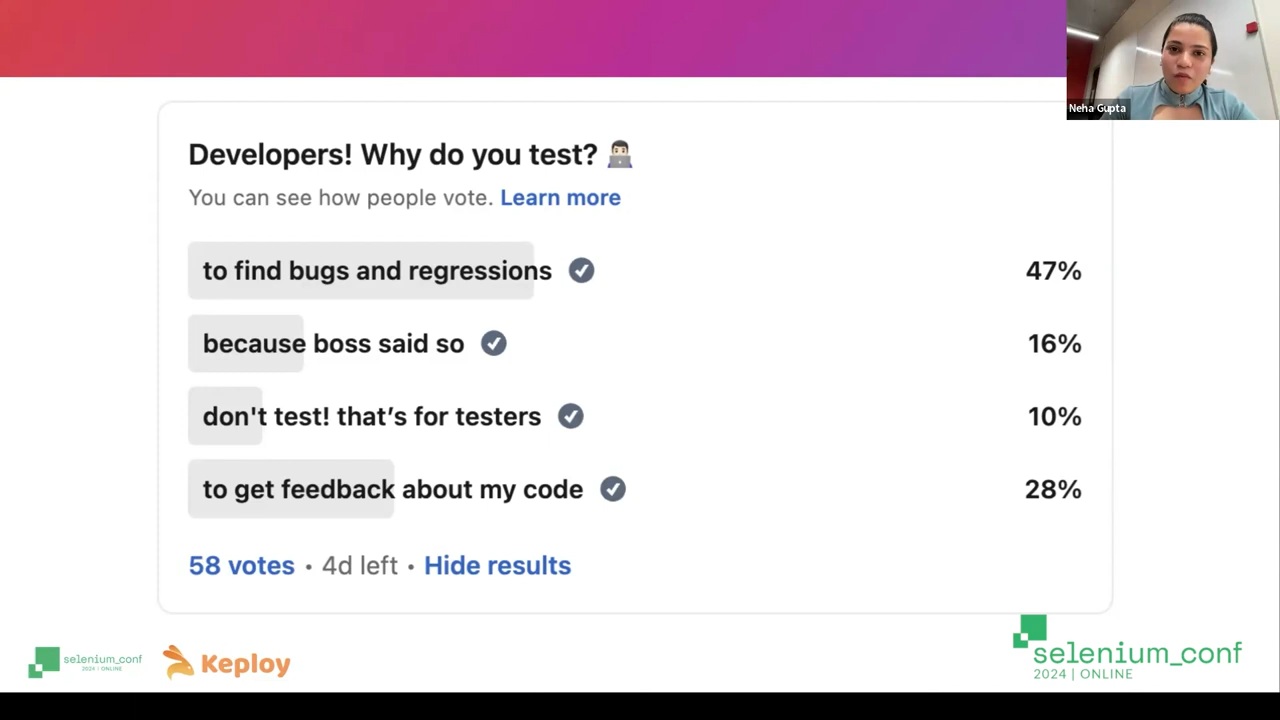 Neha Gupta
Developers! Why do you test? 👨🏻‍💻
You can see how people vote. Learn more
to find bugs and regressions 47%
because boss said so 16%
don't test! that’s for testers 10%
to get feedback about my code 28%
58 votes • 4d left • Hide results
selenium_conf
2024 | ONLINE
Keploy
selenium_conf
2024 | ONLINE